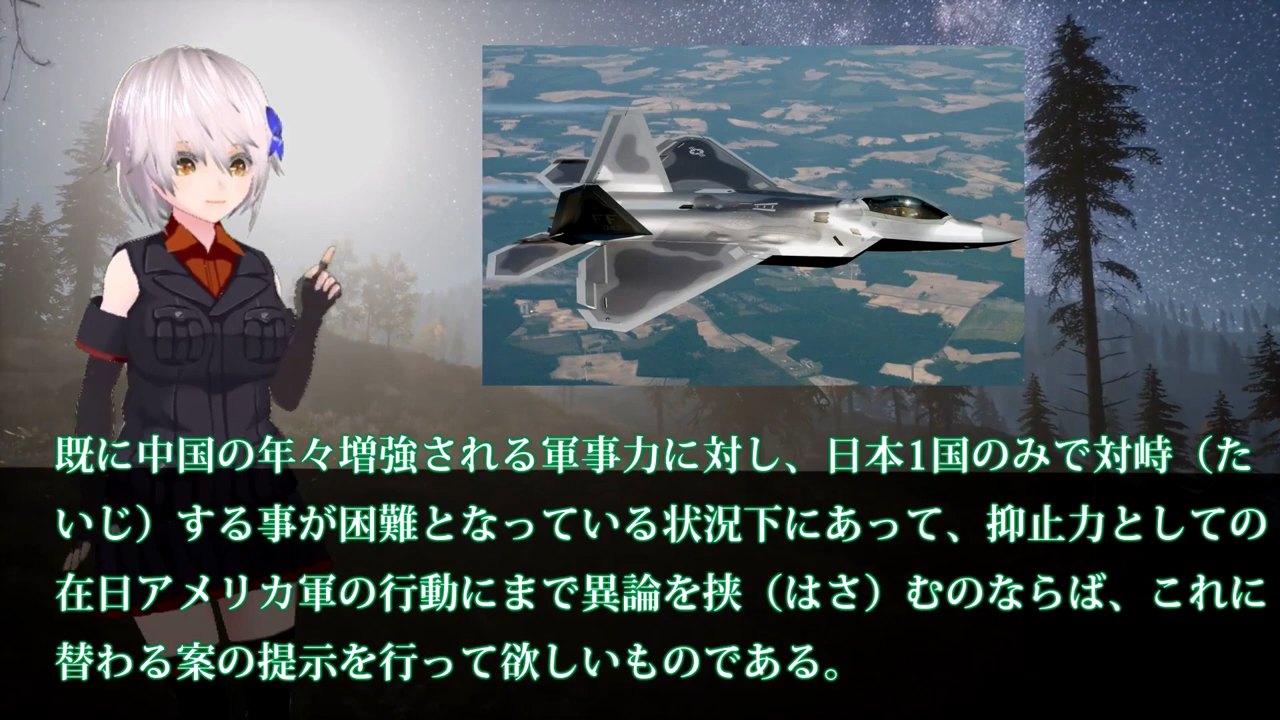 既に中国の年々増強される軍事力に対し、日本1国のみで対峙（た
いじ）する事が困難となっている状況下にあって、抑止力としての
在日アメリカ軍の行動にまで異論を挟（はさ）むのならば、これに
替わる案の提示を行って欲しいものである。